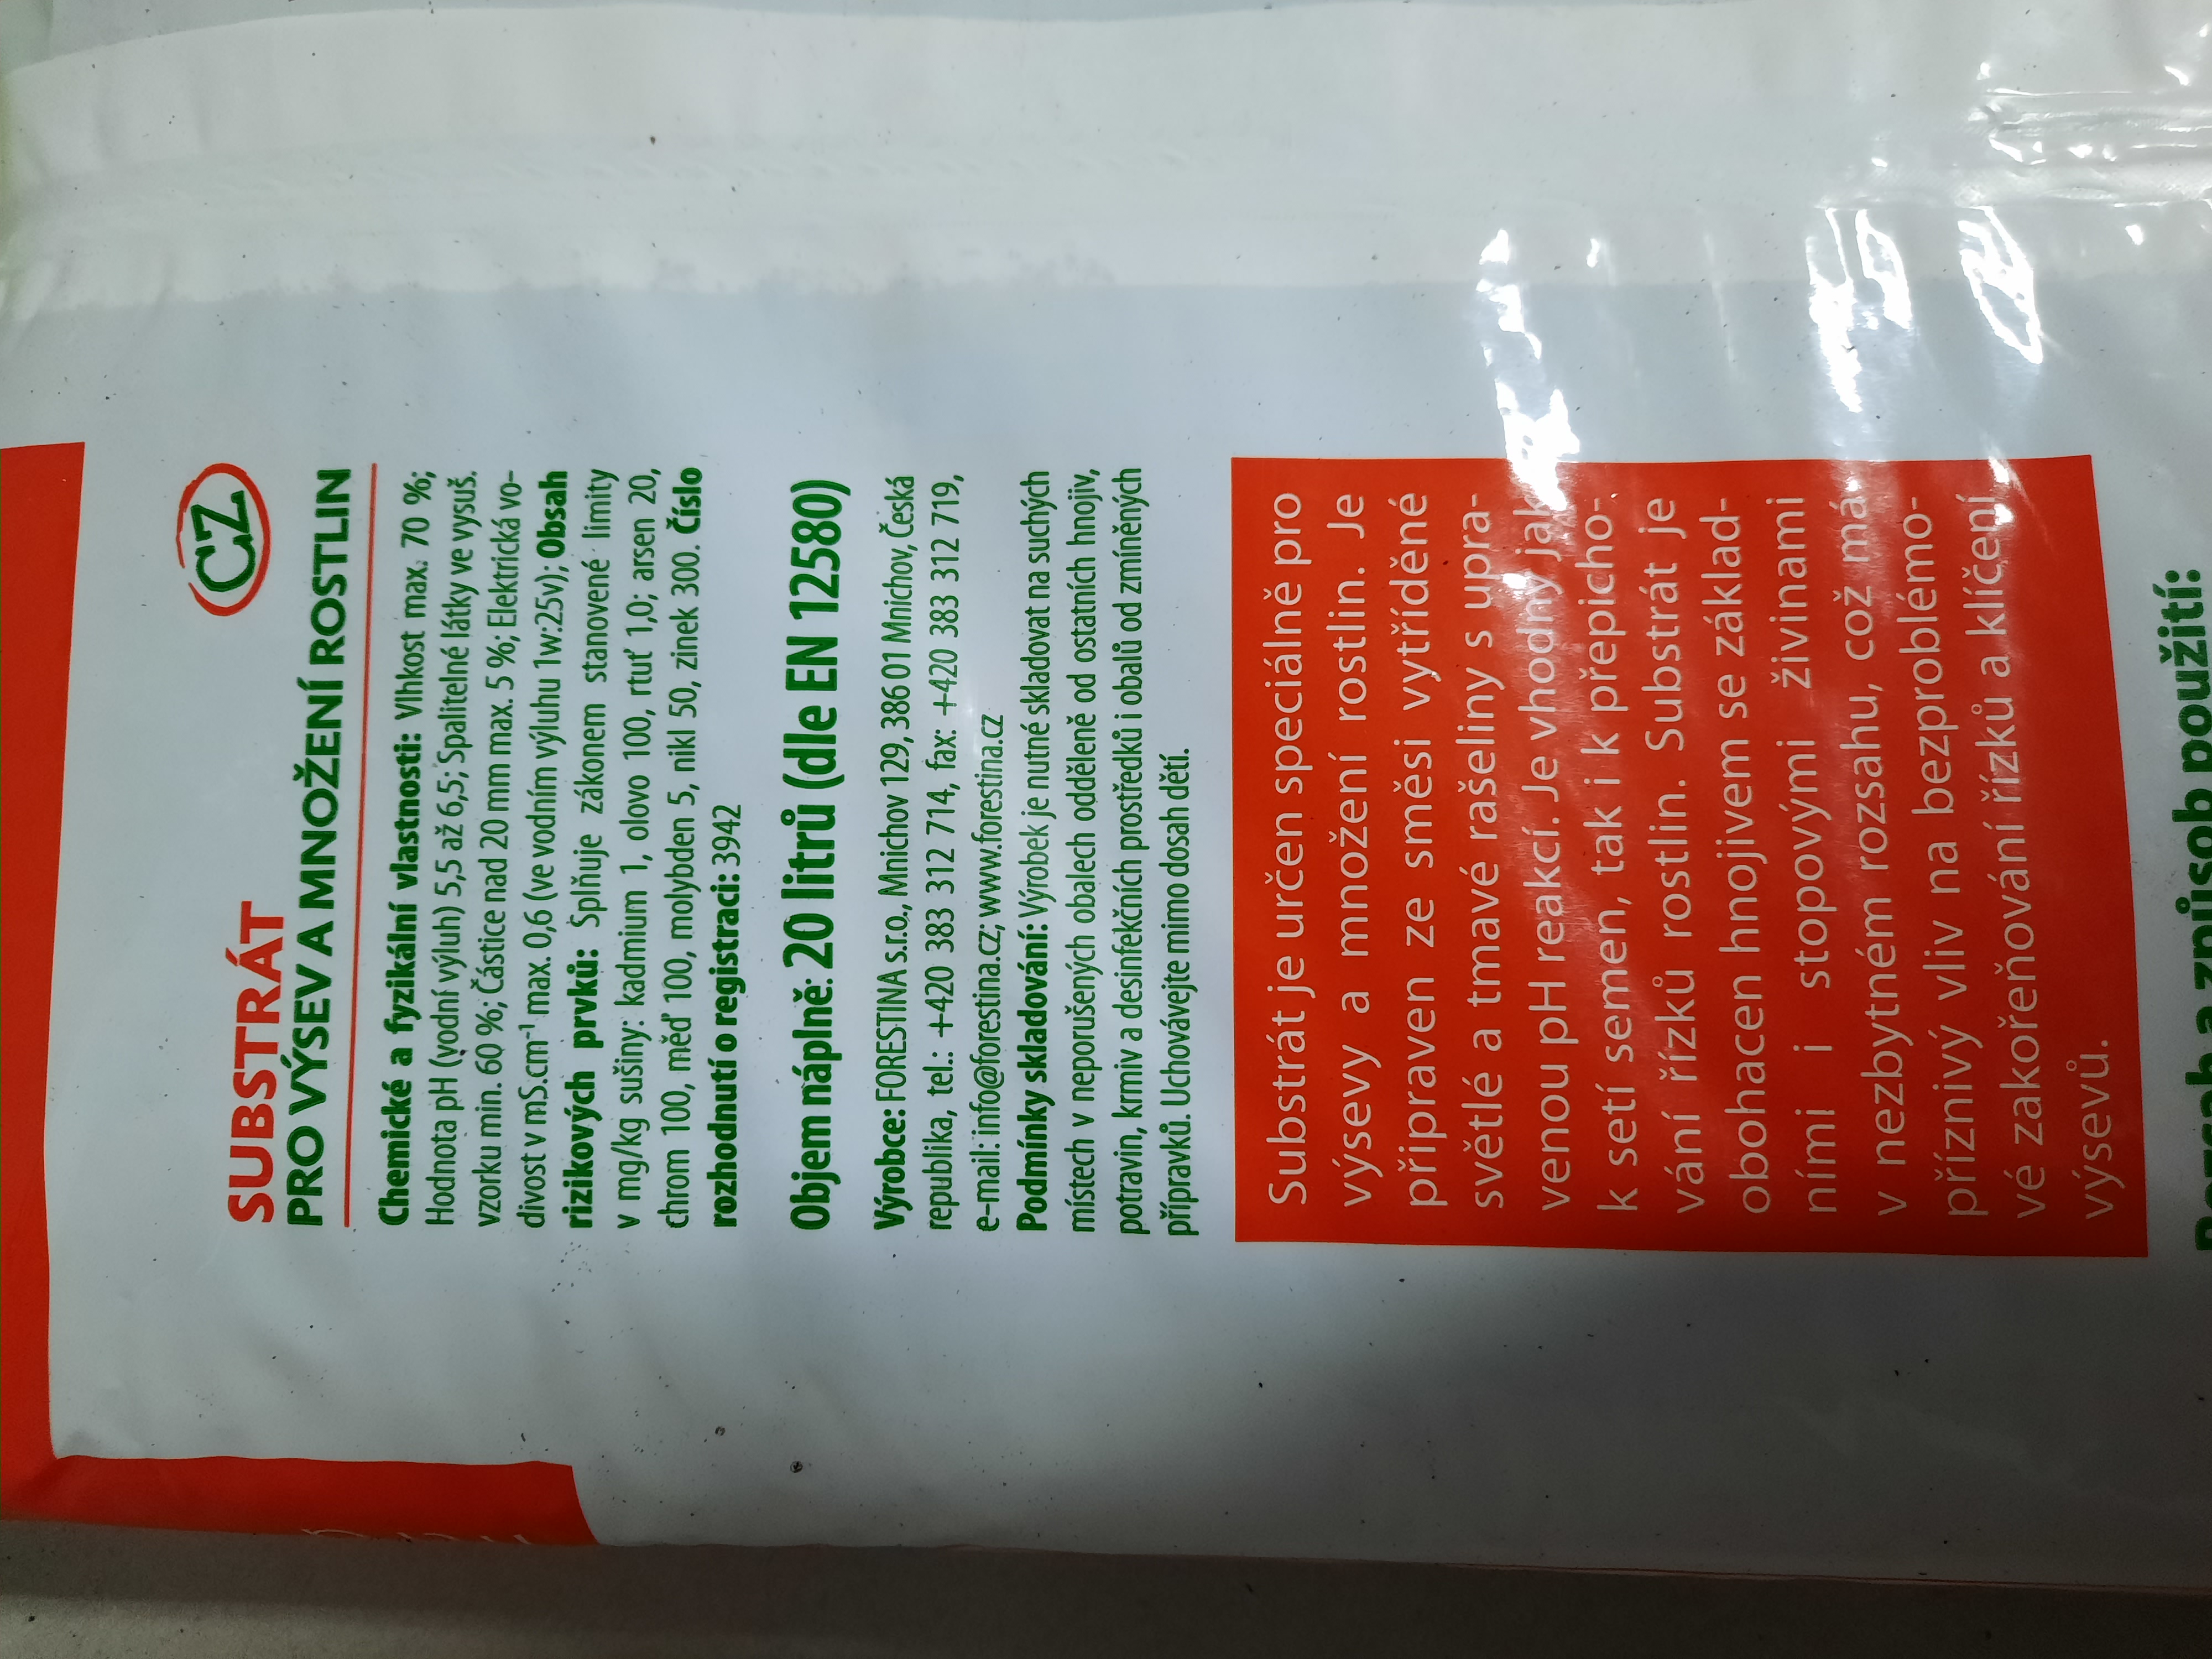 CZ
SUBSTRÁT
PRO VÝSEV A MNOŽENÍ ROSTLIN
Chemické a fyzikální vlastnosti: Vlhkost max. 70 %;
Hodnota pH (vodní výluh) 5,5 až 6,5; Spalitelné látky ve vysuš.
vzorku min. 60 %; Částice nad 20 mm max. 5 %; Elektrická vo-
divost v mS.cm⁻¹ max. 0,6 (ve vodním výluhu 1w:25v); Obsah
rizikových prvků: Splňuje zákonem stanovené limity
v mg/kg sušiny: kadmium 1, olovo 100, rtuť 1,0; arsen 20,
chrom 100, měď 100, molybden 5, nikl 50, zinek 300. Číslo
rozhodnutí o registraci: 3942
Objem náplně: 20 litrů (dle EN 12580)
Výrobce: FORESTINA s.r.o., Mnichov 129, 386 01 Mnichov, Česká
republika, tel.: +420 383 312 714, fax: +420 383 312 719,
e-mail: info@forestina.cz; www.forestina.cz
Podmínky skladování: Výrobek je nutné skladovat na suchých
místech v neporušených obalech odděleně od ostatních hnojiv,
potravin, krmiv a desinfekčních prostředků i obalů od zmíněných
přípravků. Uchovávejte mimo dosah dětí.
Substrát je určen speciálně pro
výsevy a množení rostlin. Je
připraven ze směsi vytříděné
světlé a tmavé rašeliny s upra-
venou pH reakcí. Je vhodný jak
k setí semen, tak i k přepicho-
vání řízků rostlin. Substrát je
obohacen hnojivem se základ-
ními i stopovými živinami
v nezbytném rozsahu, což má
příznivý vliv na bezproblémo-
vé zakořeňování řízků a klíčení
výsevů.
a způsob použití: